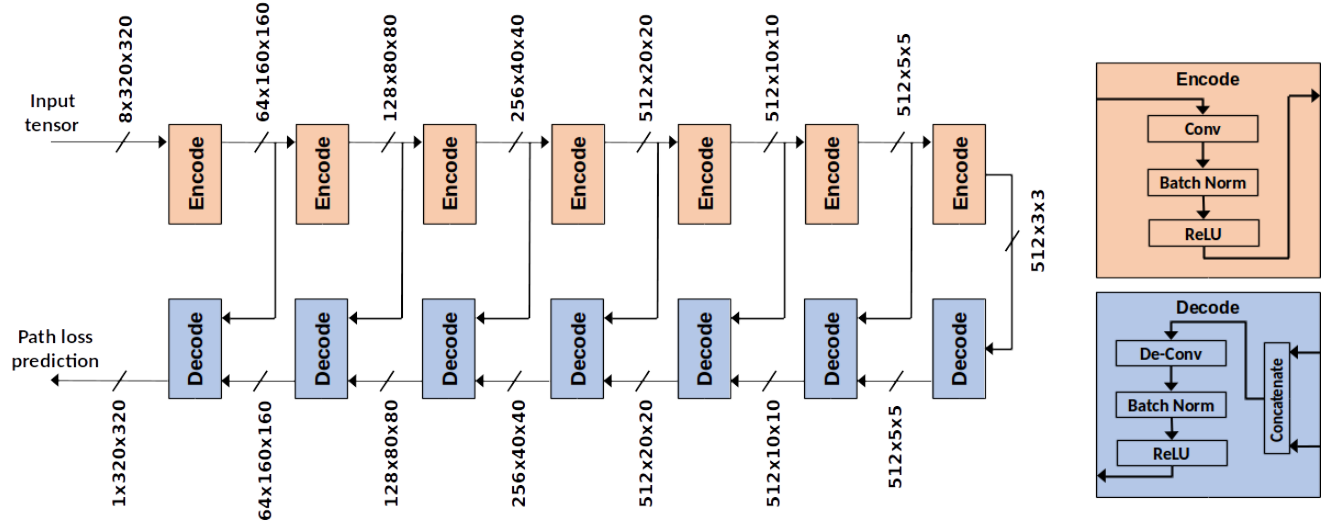 Input
tensor
8x320x320
64x160x160
128x80x80
256x40x40
512x20x20
512x10x10
512x5x5
Encode
Encode
Encode
Encode
Encode
Encode
Encode
512x3x3
Decode
Decode
Decode
Decode
Decode
Decode
Decode
Path loss
prediction
1x320x320
64x160x160
128x80x80
256x40x40
512x20x20
512x10x10
512x5x5
Encode
Conv
Batch Norm
ReLU
Decode
De-Conv
Batch Norm
ReLU
Concatenate